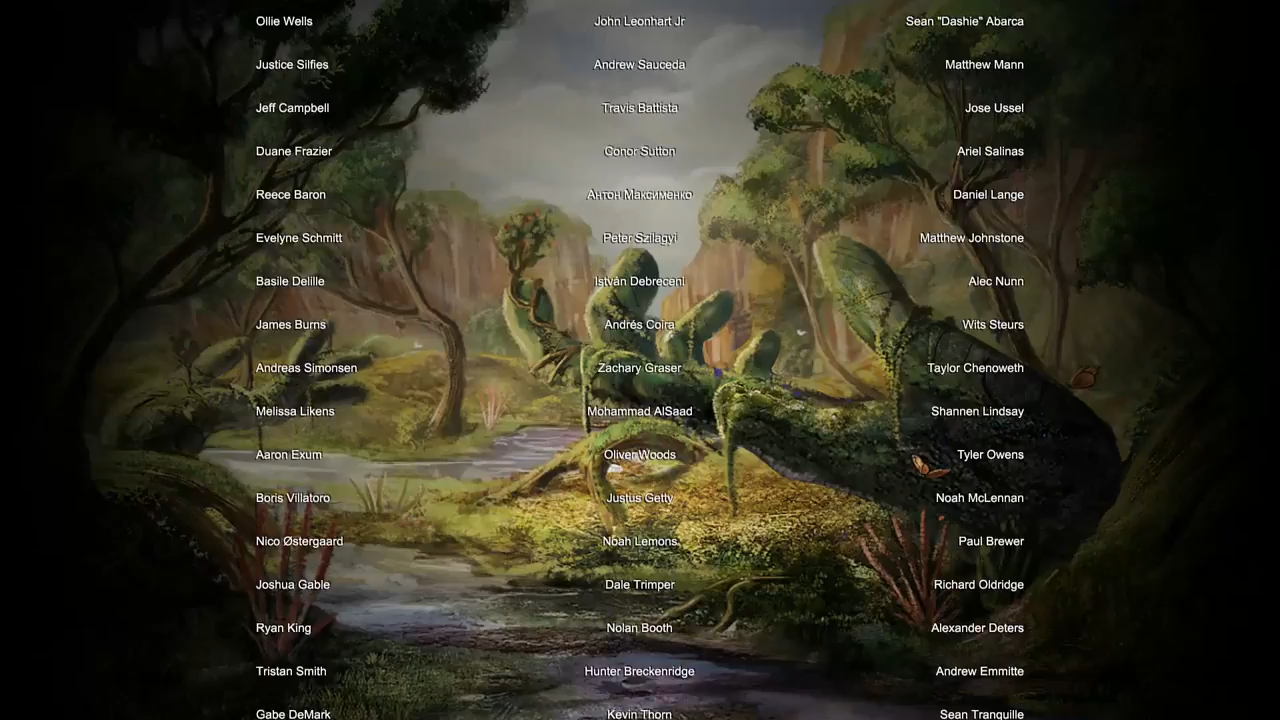 Ollie Wells John Leonhart Jr Sean "Dashie" Abarca
Justice Silfies Andrew Sauceda Matthew Mann
Jeff Campbell Travis Battista Jose Ussel
Duane Frazier Conor Sutton Ariel Salinas
Reece Baron Антон Максименко Daniel Lange
Evelyne Schmitt Peter Szilagyi Matthew Johnstone
Basile Delille István Debreceni Alec Nunn
James Burns Andrés Coira Wits Steurs
Andreas Simonsen Zachary Graser Taylor Chenoweth
Melissa Likens Mohammad AlSaad Shannen Lindsay
Aaron Exum Oliver Woods Tyler Owens
Boris Villatoro Justus Getty Noah McLennan
Nico Østergaard Noah Lemons Paul Brewer
Joshua Gable Dale Trimper Richard Oldridge
Ryan King Nolan Booth Alexander Deters
Tristan Smith Hunter Breckenridge Andrew Emmitte
Gabe DeMark Kevin Thorn Sean Tranquille